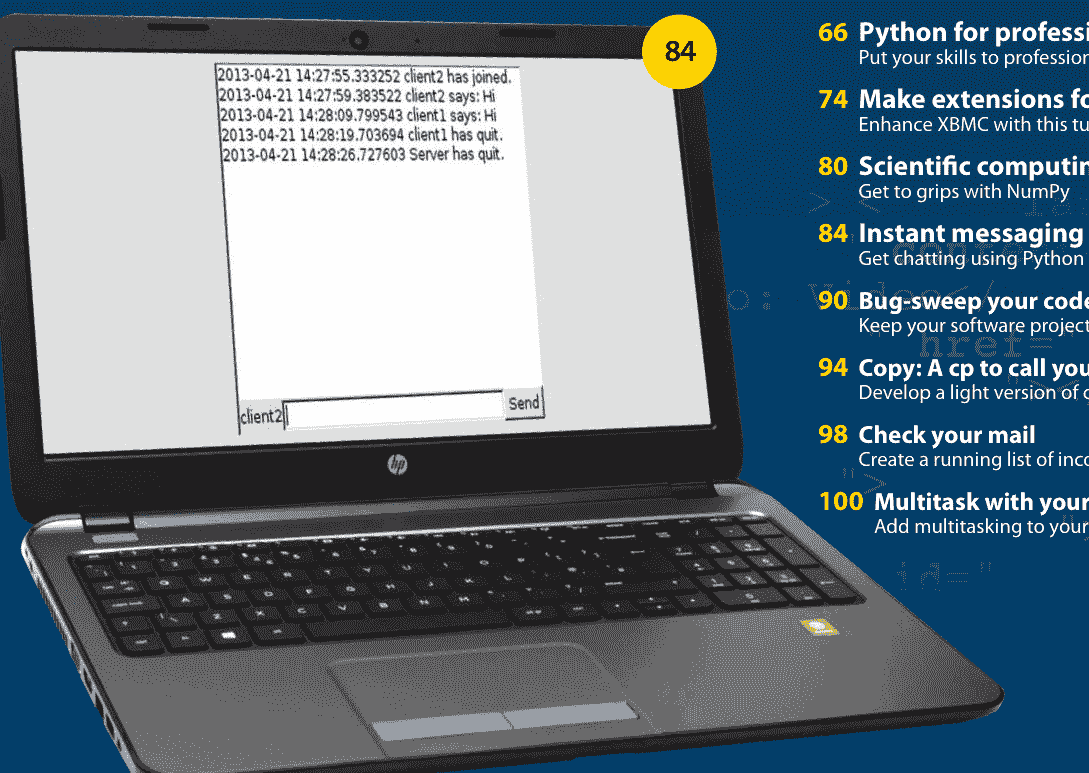 2013-04-21 14:27:55.333252 client2 has joined.
2013-04-21 14:27:59.383522 client2 says: Hi
2013-04-21 14:28:09.799543 client1 says: Hi
2013-04-21 14:28:19.703694 client1 has quit.
2013-04-21 14:28:26.727603 Server has quit.
client2
Send
hp
84
66 Python for professi
Put your skills to profession
74 Make extensions fo
Enhance XBMC with this tu
80 Scientific computin
Get to grips with NumPy
84 Instant messaging
Get chatting using Python
90 Bug-sweep your code
Keep your software project
94 Copy: A cp to call you
Develop a light version of c
98 Check your mail
Create a running list of inco
100 Multitask with your
Add multitasking to your
o: Video</
href="
">
id="